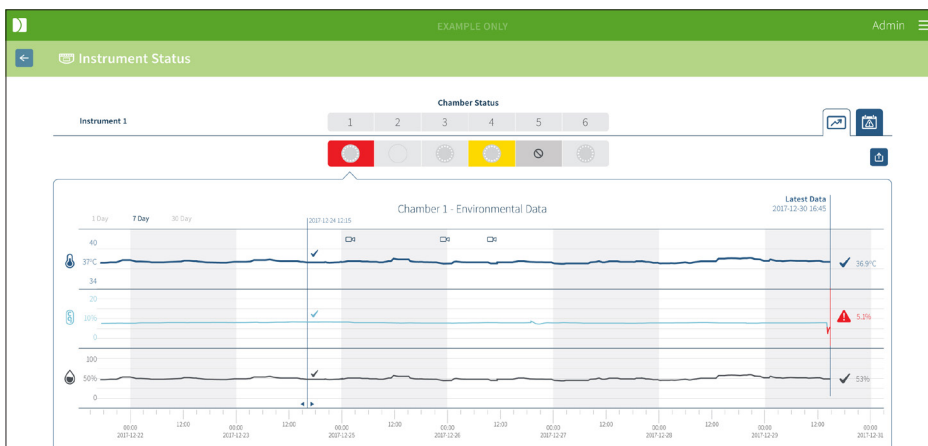 EXAMPLE ONLY
Admin
Instrument Status
Chamber Status
Instrument 1
1 2 3 4 5 6
Latest Data
2017-12-30 16:45
Chamber 1 - Environmental Data
1 Day 7 Day 30 Day
2017-12-24 12:15
40
37°C
36.9°C
34
20
10%
5.1%
0
100
50%
53%
0
00:00 12:00 00:00 12:00 00:00 12:00 00:00 12:00 00:00 12:00 00:00 12:00 00:00 12:00 00:00
2017-12-22 2017-12-23 2017-12-25 2017-12-26 2017-12-27 2017-12-28 2017-12-29 2017-12-31